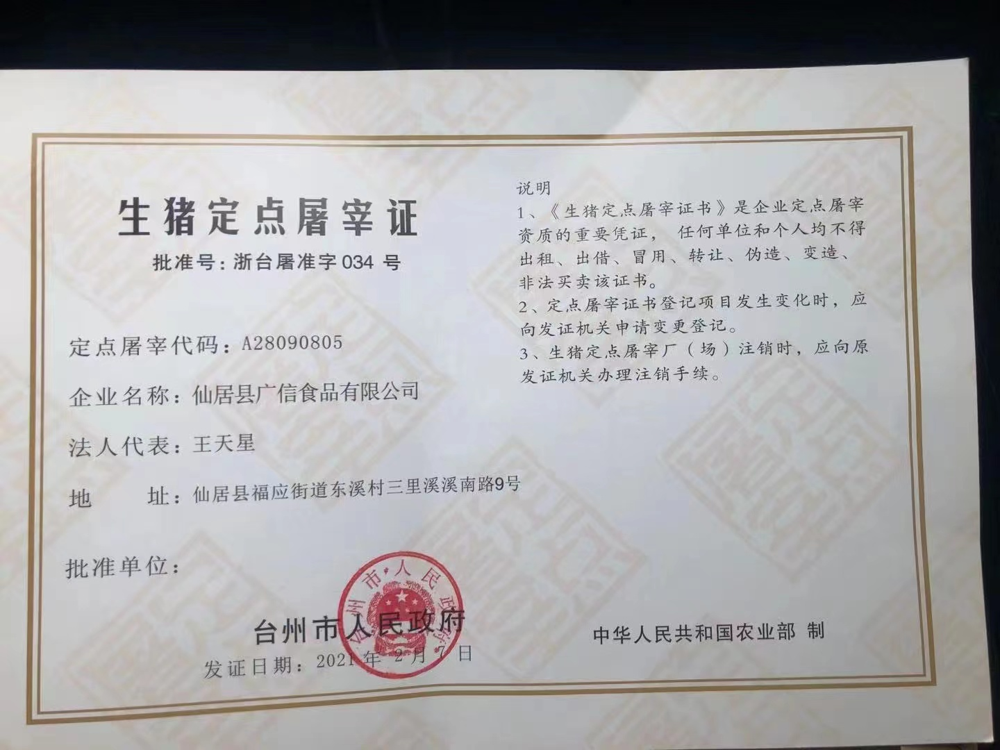 生猪定点屠宰证
批准号：浙台屠准字034 号
定点屠宰代码：A28090805
企业名称：仙居县广信食品有限公司
法人代表：王天星
地 址：仙居县福应街道东溪村三里溪溪南路9号
批准单位：
台州市人民政府
台州市人民政府
发证日期：2021年2月7日
说明
1、《生猪定点屠宰证书》是企业定点屠宰
资质的重要凭证， 任何单位和个人均不得
出租、出借、冒用、转让、伪造、变造、
非法买卖该证书。
2、定点屠宰证书登记项目发生变化时，应
向发证机关申请变更登记。
3、生猪定点屠宰厂（场）注销时，应向原
发证机关办理注销手续。
中华人民共和国农业部 制